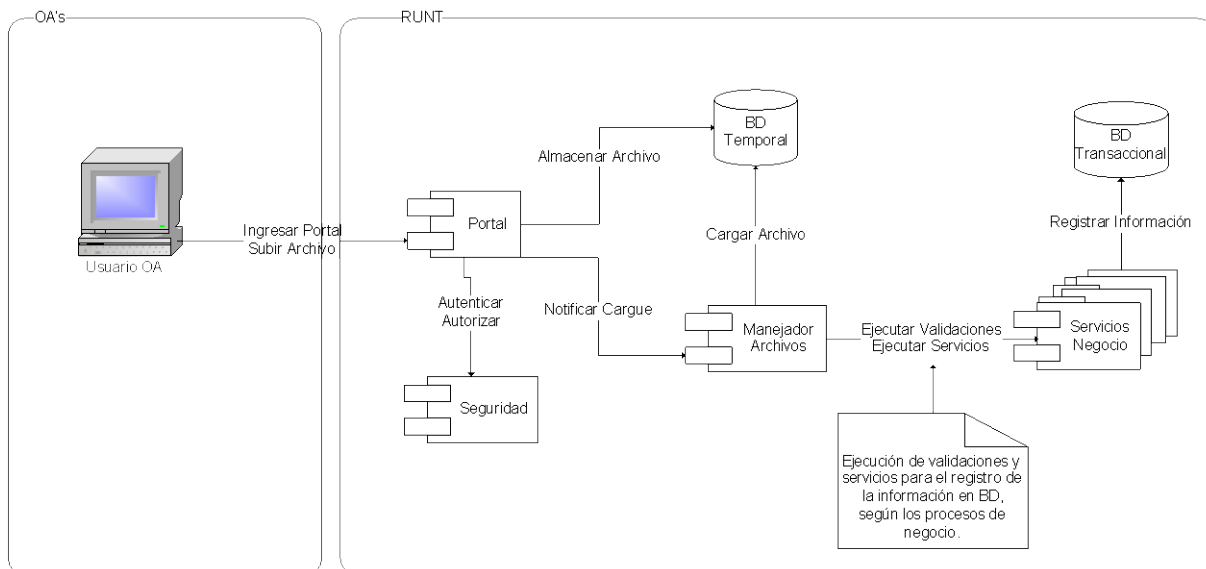 OA's
RUNT
Usuario OA
Ingresar Portal
Subir Archivo
Portal
Almacenar Archivo
BD
Temporal
Autenticar
Autorizar
Seguridad
Notificar Cargue
Cargar Archivo
Manejador
Archivos
Ejecutar Validaciones
Ejecutar Servicios
Servicios
Negocio
Registrar Información
BD
Transaccional
Ejecución de validaciones y
servicios para el registro de
la información en BD,
según los procesos de
negocio.